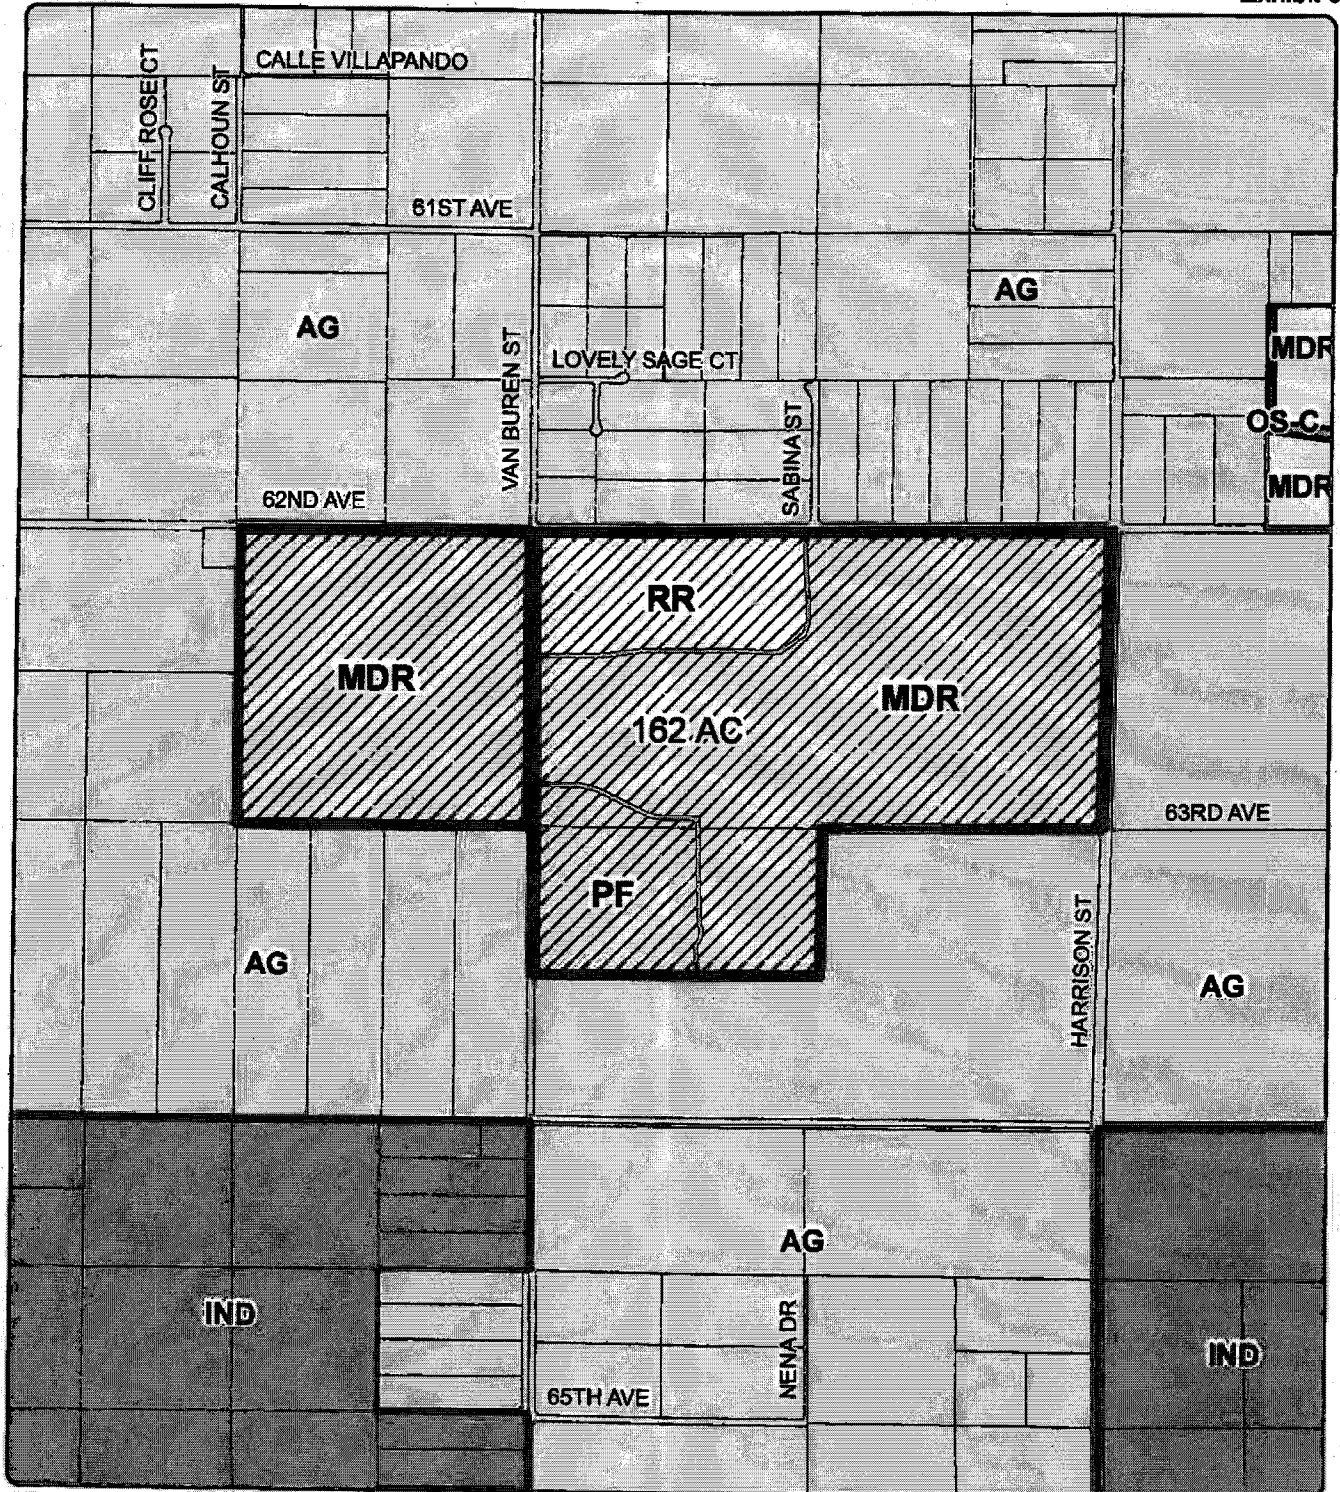 CALLE VILLAPANDO
CLIFF ROSE CT
CALHOUN ST
61ST AVE
AG
AG
MDR
LOVELY SAGE CT
VAN BUREN ST
SABINA ST
OS-C
MDR
62ND AVE
RR
MDR
MDR
162 AC
63RD AVE
PF
HARRISON ST
AG
AG
AG
IND
NENA DR
IND
65TH AVE